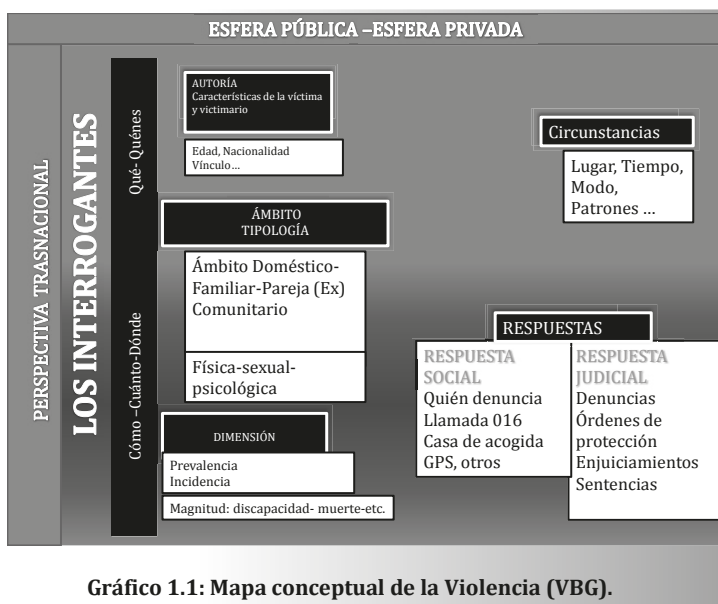 ESFERA PÚBLICA –ESFERA PRIVADA
PERSPECTIVA TRASNACIONAL
LOS INTERROGANTES
Qué- Quénes
Cómo –Cuánto-Dónde
AUTORÍA
Características de la víctima
y victimario
Edad, Nacionalidad
Vínculo…
Circunstancias
Lugar, Tiempo,
Modo,
Patrones …
ÁMBITO
TIPOLOGÍA
Ámbito Doméstico-
Familiar-Pareja (Ex)
Comunitario
Física-sexual-
psicológica
DIMENSIÓN
Prevalencia
Incidencia
Magnitud: discapacidad- muerte-etc.
RESPUESTAS
RESPUESTA
SOCIAL
Quién denuncia
Llamada 016
Casa de acogida
GPS, otros
RESPUESTA
JUDICIAL
Denuncias
Órdenes de
protección
Enjuiciamientos
Sentencias
Gráfico 1.1: Mapa conceptual de la Violencia (VBG).